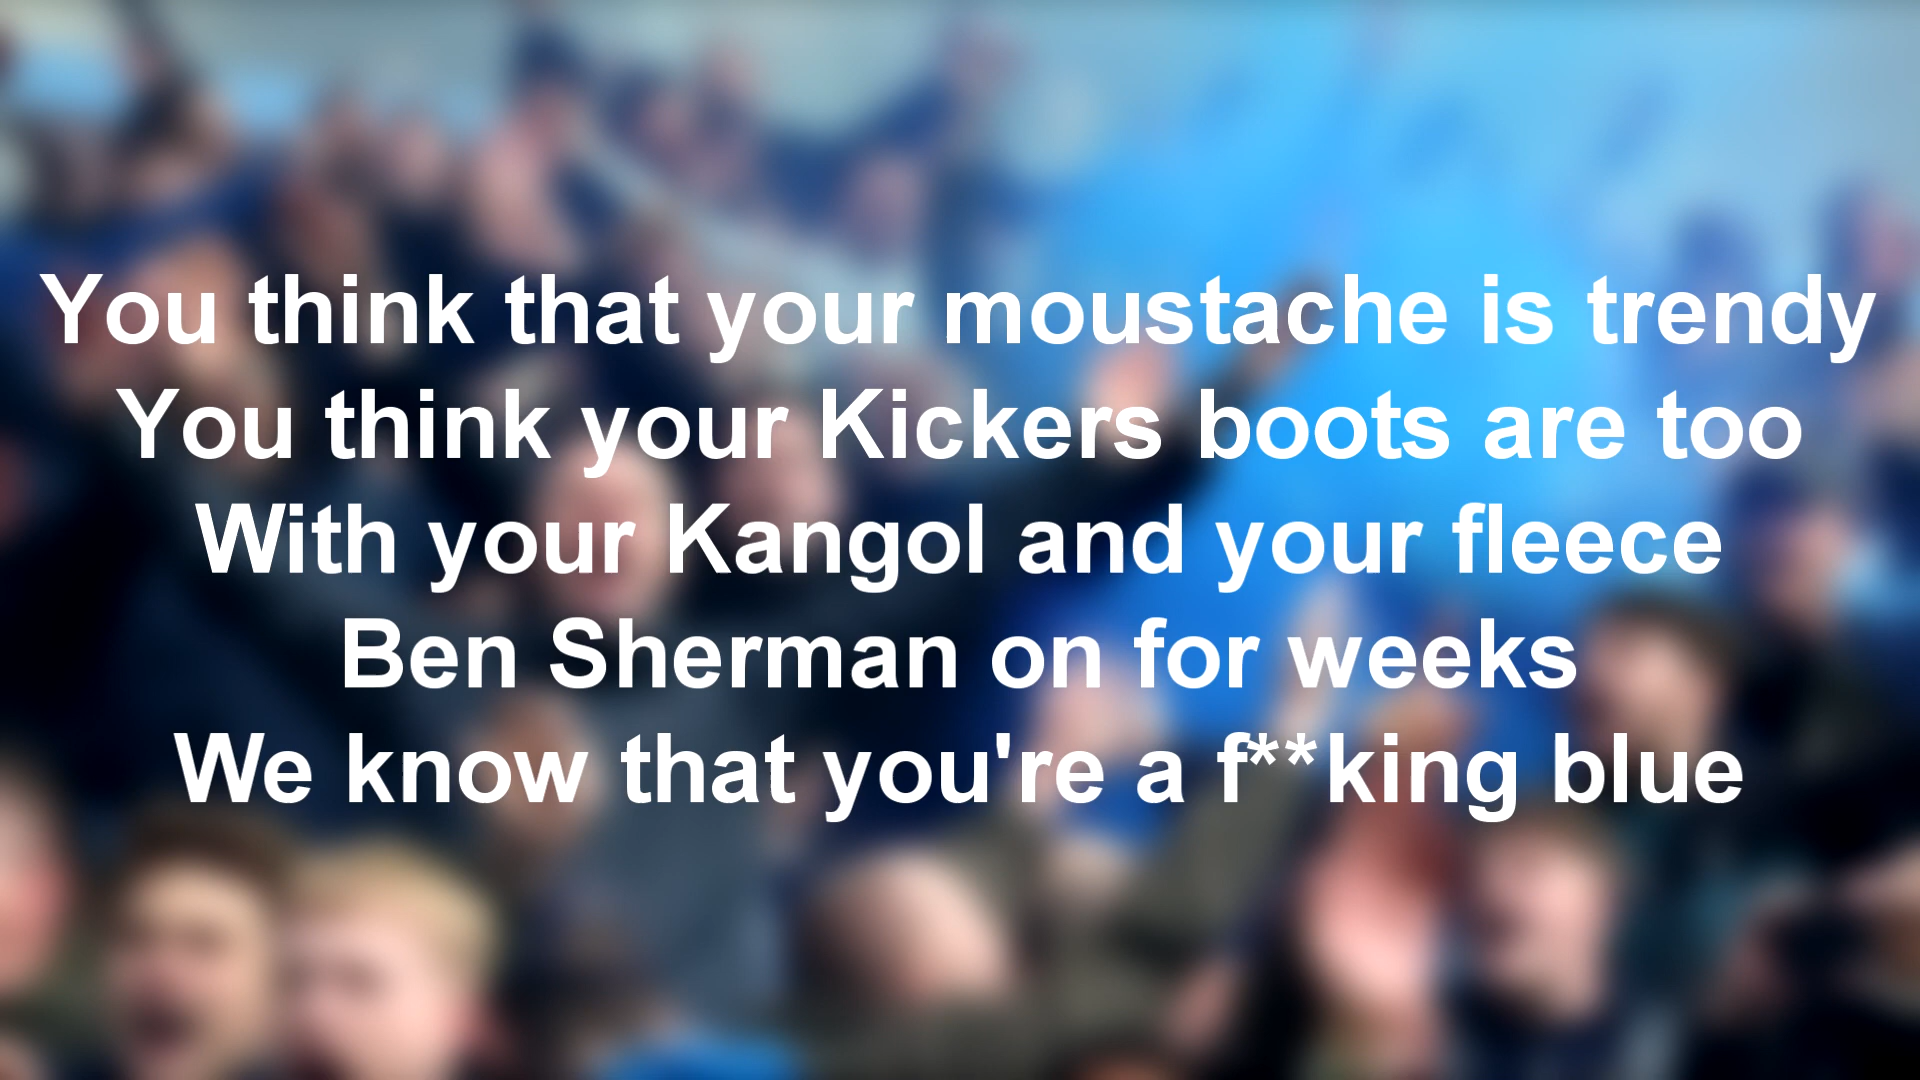 You think that your moustache is trendy
You think your Kickers boots are too
With your Kangol and your fleece
Ben Sherman on for weeks
We know that you're a f**king blue